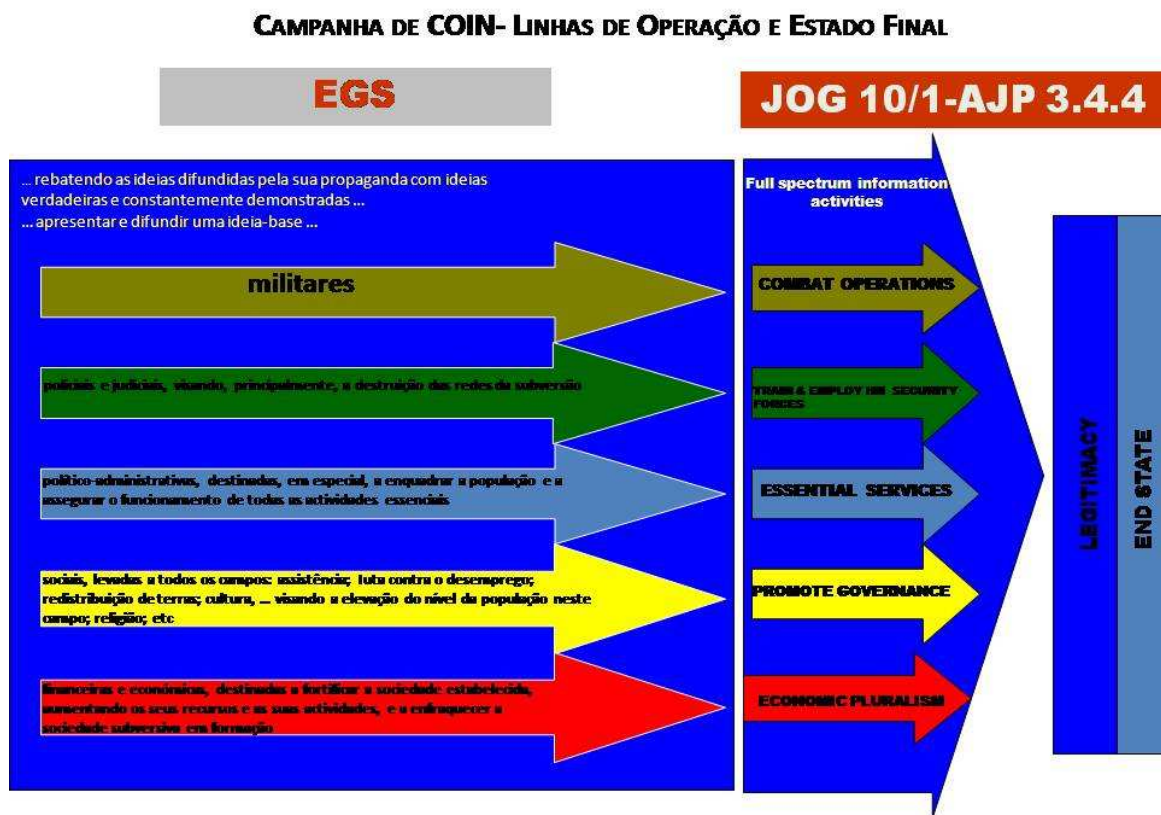 CAMPANHA DE COIN- LINHAS DE OPERAÇÃO E ESTADO FINAL
EGS
JOG 10/1-AJP 3.4.4
... rebatendo as ideias difundidas pela sua propaganda com ideias
verdadeiras e constantemente demonstradas ...
... apresentar e difundir uma ideia-base ...
Full spectrum information
activities
militares
COMBAT OPERATIONS
policiais e judiciais, visando, principalmente, a destruição das redes da subversão
TRAIN & EMPLOY HN SECURITY
FORCES
político-administrativas, destinadas, em especial, a enquadrar a população e a
assegurar o funcionamento de todas as actividades essenciais
ESSENTIAL SERVICES
sociais, levadas a todos os campos: assistência; luta contra o desemprego;
redistribuição de terras; cultura, ... visando a elevação do nível da população neste
campo; religião; etc
PROMOTE GOVERNANCE
financeiras e económicas, destinadas a fortificar a sociedade estabelecida,
aumentando os seus recursos e as suas actividades, e a enfraquecer a
sociedade subversiva em formação
ECONOMIC PLURALISM
LEGITIMACY
END STATE